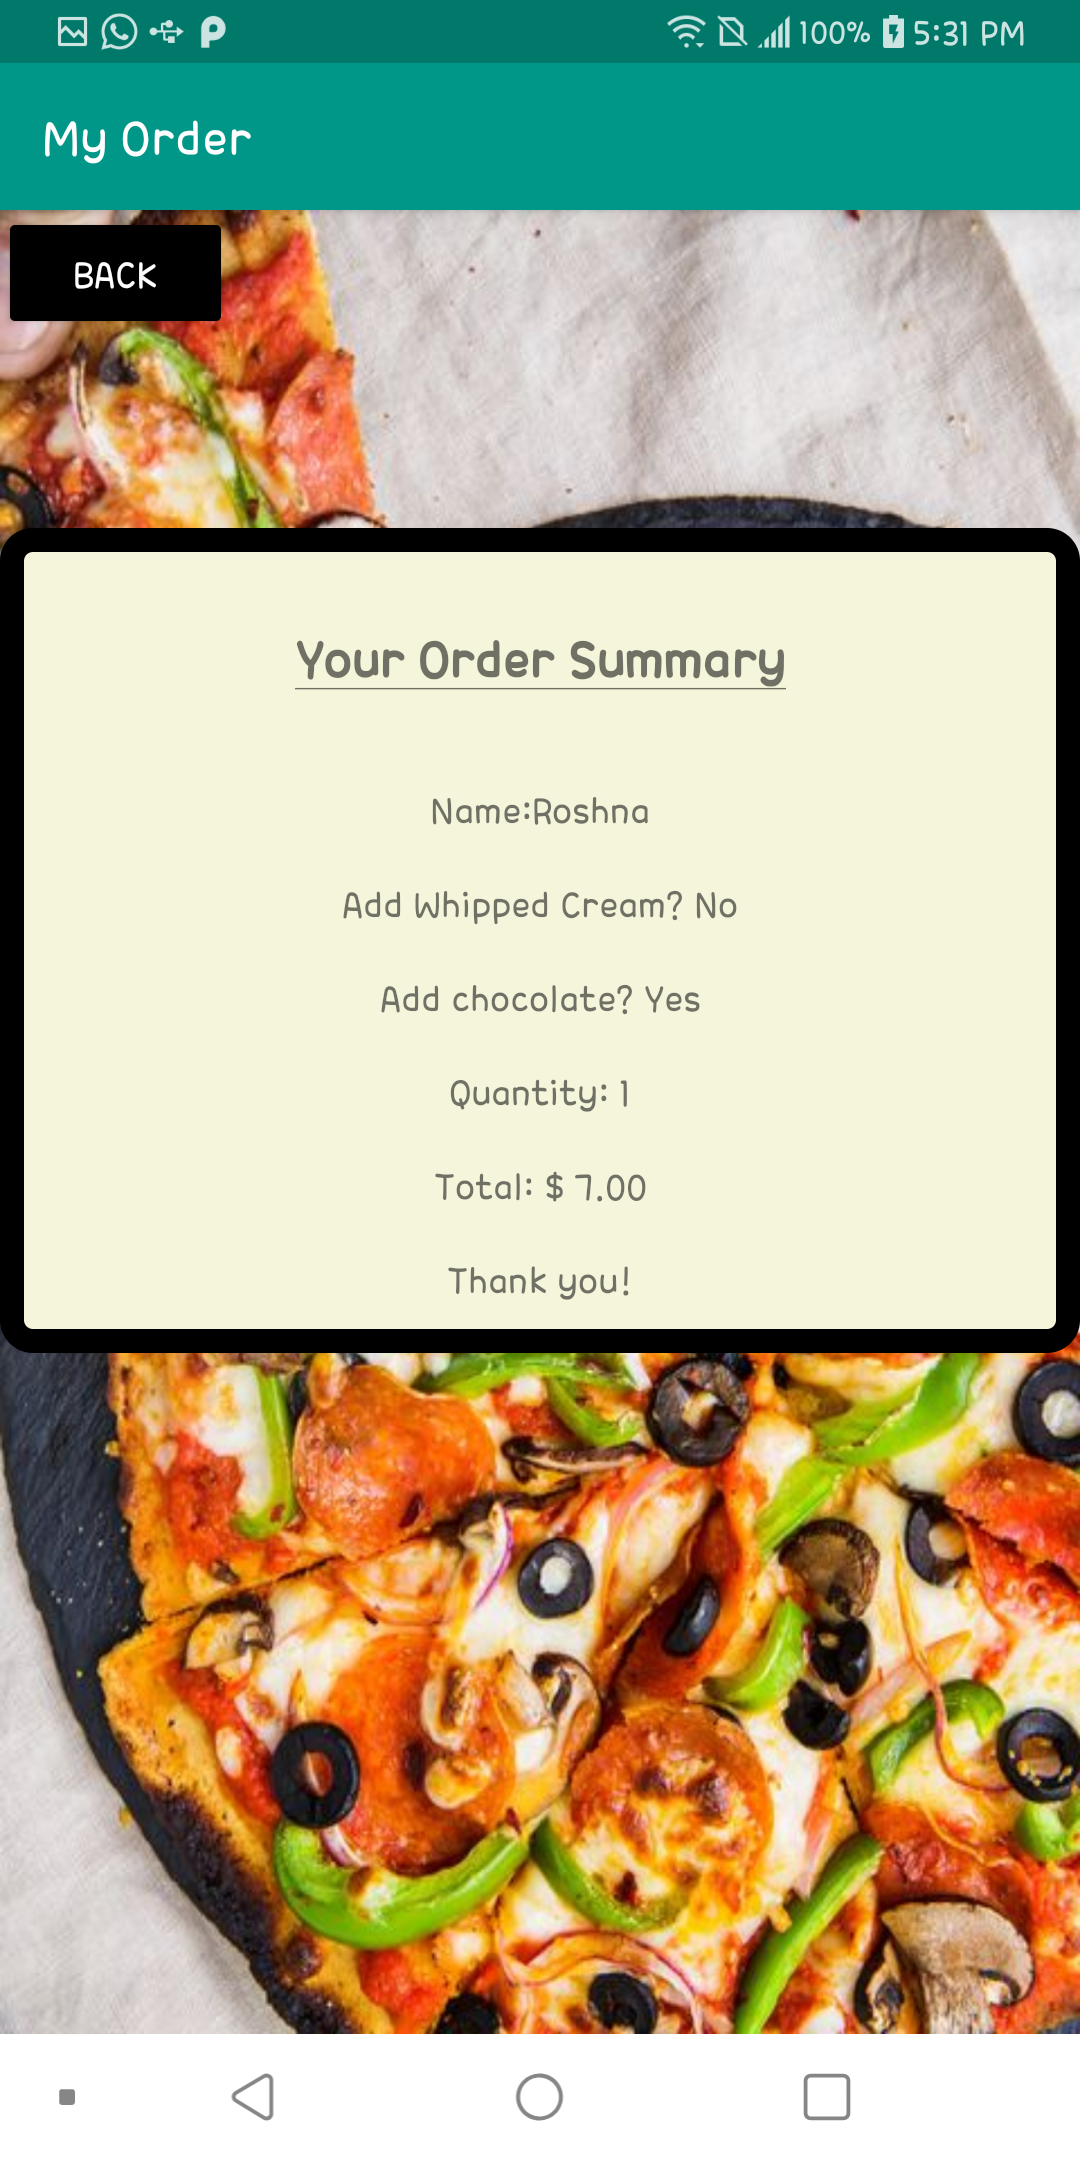 100% 5:31 PM
My Order
BACK
Your Order Summary
Name:Roshna
Add Whipped Cream? No
Add chocolate? Yes
Quantity: 1
Total: $ 7.00
Thank you!